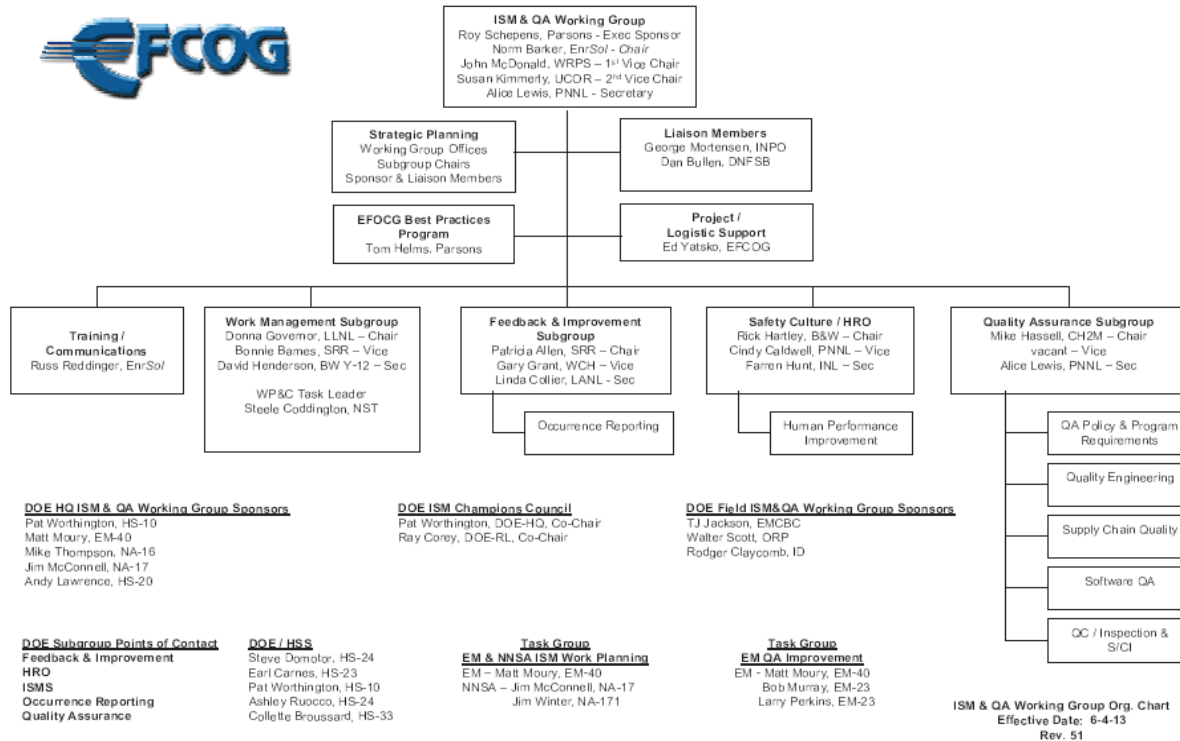 EFCOG
ISM & QA Working Group
Roy Schepens, Parsons - Exec Sponsor
Norm Barker, EnrSol - Chair
John McDonald, WRPS – 1st Vice Chair
Susan Kimmerly, UCOR – 2nd Vice Chair
Alice Lewis, PNNL - Secretary
Strategic Planning
Working Group Offices
Subgroup Chairs
Sponsor & Liaison Members
Liaison Members
George Mortensen, INPO
Dan Bullen, DNFSB
EFOCG Best Practices
Program
Tom Helms, Parsons
Project /
Logistic Support
Ed Yatsko, EFCOG
Training /
Communications
Russ Reddinger, EnrSol
Work Management Subgroup
Donna Governor, LLNL – Chair
Bonnie Barnes, SRR – Vice
David Henderson, BW Y-12 – Sec
WP&C Task Leader
Steele Coddington, NST
Feedback & Improvement
Subgroup
Patricia Allen, SRR – Chair
Gary Grant, WCH – Vice
Linda Collier, LANL - Sec
Occurrence Reporting
Safety Culture / HRO
Rick Hartley, B&W – Chair
Cindy Caldwell, PNNL – Vice
Farren Hunt, INL – Sec
Human Performance
Improvement
Quality Assurance Subgroup
Mike Hassell, CH2M – Chair
vacant – Vice
Alice Lewis, PNNL – Sec
QA Policy & Program
Requirements
Quality Engineering
Supply Chain Quality
Software QA
QC / Inspection &
S/CI
DOE HQ ISM & QA Working Group Sponsors
Pat Worthington, HS-10
Matt Moury, EM-40
Mike Thompson, NA-16
Jim McConnell, NA-17
Andy Lawrence, HS-20
DOE ISM Champions Council
Pat Worthington, DOE-HQ, Co-Chair
Ray Corey, DOE-RL, Co-Chair
DOE Field ISM&QA Working Group Sponsors
TJ Jackson, EMCBC
Walter Scott, ORP
Rodger Claycomb, ID
DOE Subgroup Points of Contact
Feedback & Improvement
HRO
ISMS
Occurrence Reporting
Quality Assurance
DOE / HSS
Steve Domotor, HS-24
Earl Carnes, HS-23
Pat Worthington, HS-10
Ashley Ruocco, HS-24
Collette Broussard, HS-33
Task Group
EM & NNSA ISM Work Planning
EM – Matt Moury, EM-40
NNSA – Jim McConnell, NA-17
Jim Winter, NA-171
Task Group
EM QA Improvement
EM - Matt Moury, EM-40
Bob Murray, EM-23
Larry Perkins, EM-23
ISM & QA Working Group Org. Chart
Effective Date: 6-4-13
Rev. 51